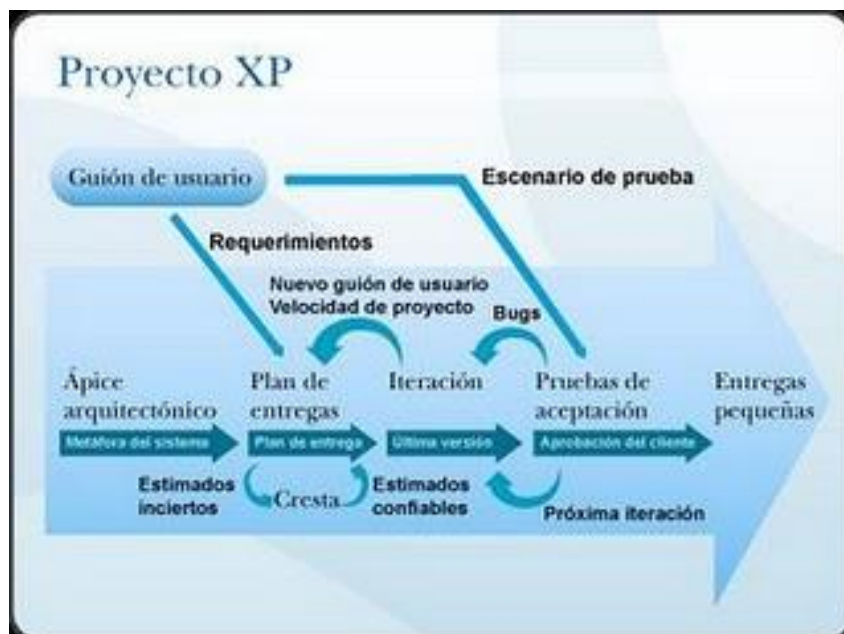 Proyecto XP
Guión de usuario
Escenario de prueba
Requerimientos
Nuevo guión de usuario
Velocidad de proyecto
Bugs
Ápice
arquitectónico
Plan de
entregas
Iteración
Pruebas de
aceptación
Entregas
pequeñas
Metáfora del sistema
Plan de entrega
Última versión
Aprobación del cliente
Estimados
inciertos
Cresta
Estimados
confiables
Próxima iteración